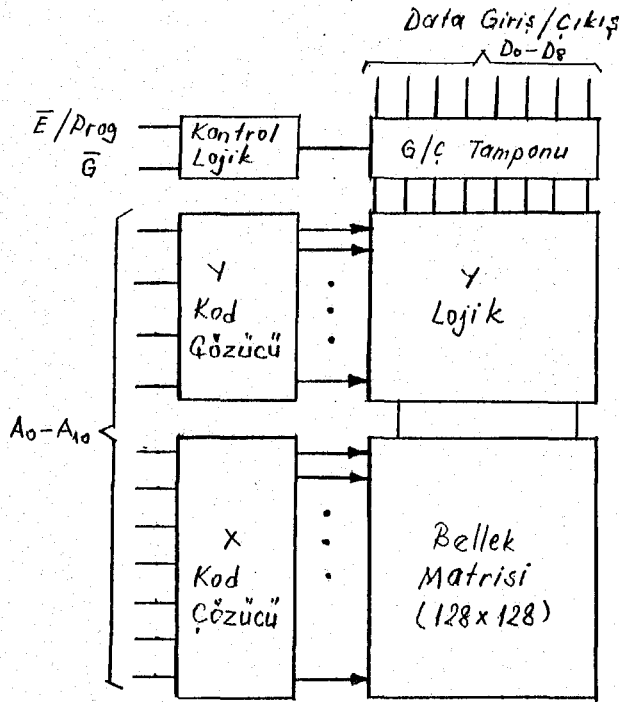 Data Giriş/Çıkış
D0-D8
E̅/Prog
G̅
Kontrol
Lojik
G/Ç Tamponu
Y
Kod
Çözücü
Y
Lojik
A0-A10
X
Kod
Çözücü
Bellek
Matrisi
(128x128)